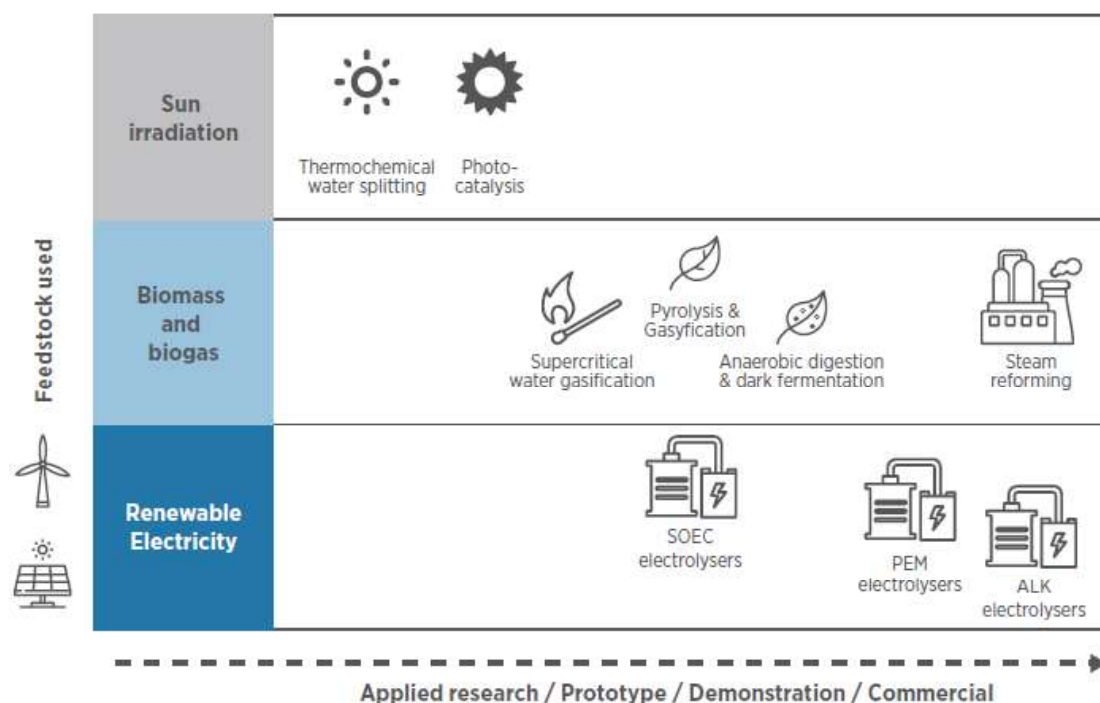 Feedstock used
Sun
irradiation
Thermochemical
water splitting
Photo-
catalysis
Biomass
and
biogas
Supercritical
water gasification
Pyrolysis &
Gasyfication
Anaerobic digestion
& dark fermentation
Steam
reforming
Renewable
Electricity
SOEC
electrolysers
PEM
electrolysers
ALK
electrolysers
Applied research / Prototype / Demonstration / Commercial